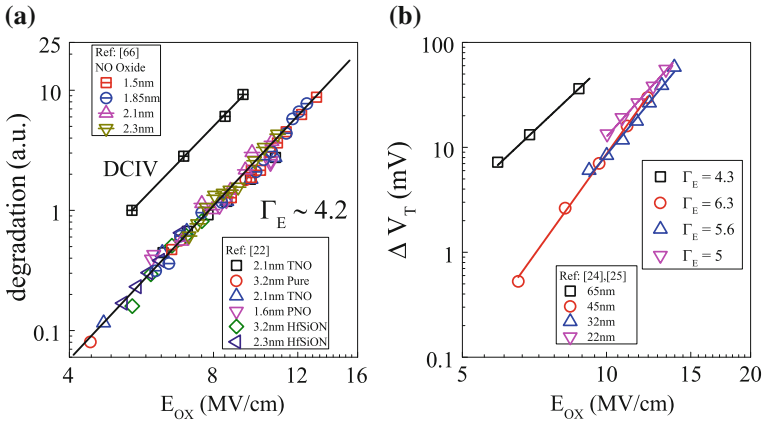 (a)
25
10
1
0.1
degradation (a.u.)
Ref: [66]
NO Oxide
1.5nm
1.85nm
2.1nm
2.3nm
DCIV
Γ_E ~ 4.2
Ref: [22]
2.1nm TNO
3.2nm Pure
2.1nm TNO
1.6nm PNO
3.2nm HfSiON
2.3nm HfSiON
4 8 12 16
E_OX (MV/cm)
(b)
100
10
1
0.1
Δ V_T (mV)
Γ_E = 4.3
Γ_E = 6.3
Γ_E = 5.6
Γ_E = 5
Ref: [24],[25]
65nm
45nm
32nm
22nm
5 10 15 20
E_OX (MV/cm)